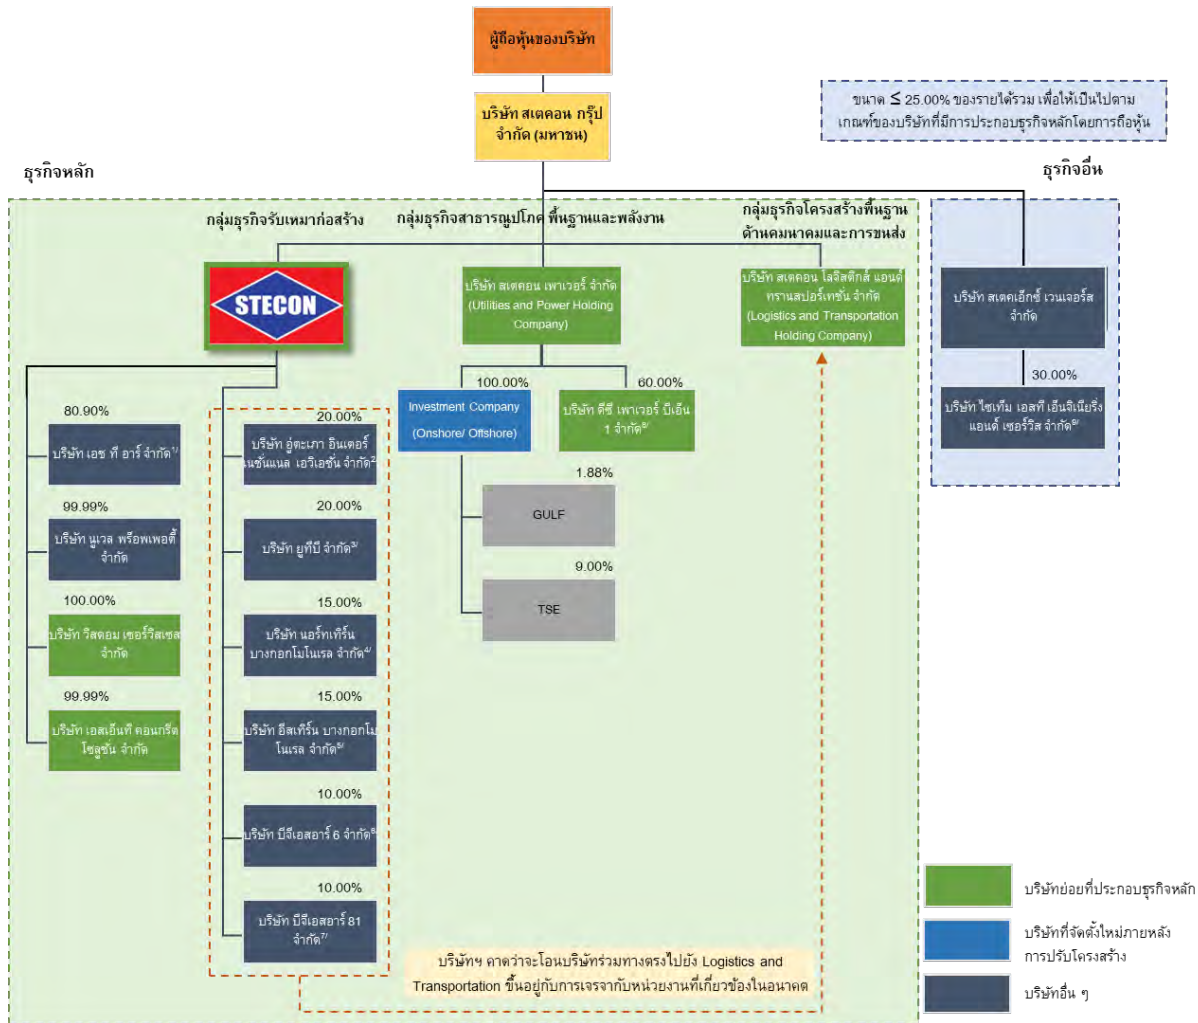 ผู้ถือหุ้นของบริษัท
บริษัท สเตคอน กรุ๊ป
จำกัด (มหาชน)
ขนาด ≤ 25.00% ของรายได้รวม เพื่อให้เป็นไปตาม
เกณฑ์ของบริษัทที่มีการประกอบธุรกิจหลักโดยการถือหุ้น
ธุรกิจหลัก
ธุรกิจอื่น
กลุ่มธุรกิจรับเหมาก่อสร้าง
กลุ่มธุรกิจสาธารณูปโภค พื้นฐานและพลังงาน
กลุ่มธุรกิจโครงสร้างพื้นฐาน
ด้านคมนาคมและการขนส่ง
STECON
บริษัท สเตคอน เพาเวอร์ จำกัด
(Utilities and Power Holding
Company)
บริษัท สเตคอน โลจิสติกส์ แอนด์
ทรานสปอร์เทชั่น จำกัด
(Logistics and Transportation
Holding Company)
บริษัท สเตคเอ็กซ์ เวนเจอร์ส
จำกัด
30.00%
บริษัท ไซเท็ม เอสที เอ็นจิเนียริ่ง
แอนด์ เซอร์วิส จำกัด
80.90%
บริษัท เอช ที อาร์ จำกัด¹/
99.99%
บริษัท นูเวล พร็อพเพอตี้
จำกัด
100.00%
บริษัท วิสดอม เซอร์วิสเซส
จำกัด
99.99%
บริษัท เอสเอ็นที คอนกรีต
โซลูชั่น จำกัด
20.00%
บริษัท อู่ตะเภา อินเตอร์
เนชั่นแนล เอวิเอชั่น จำกัด²
20.00%
บริษัท ยูทีบี จำกัด³/
15.00%
บริษัท นอร์ทเทิร์น
บางกอกโมโนเรล จำกัด⁴/
15.00%
บริษัท อีสเทิร์น บางกอกโม
โนเรล จำกัด⁵/
10.00%
บริษัท บีจีเอสอาร์ 6 จำกัด⁶
10.00%
บริษัท บีจีเอสอาร์ 81
จำกัด⁷/
100.00%
Investment Company
(Onshore/ Offshore)
60.00%
บริษัท ดีซี เพาเวอร์ บีเอ็น
1 จำกัด
1.88%
GULF
9.00%
TSE
บริษัทฯ คาดว่าจะโอนบริษัทร่วมทางตรงไปยัง Logistics and
Transportation ขึ้นอยู่กับการเจรจากับหน่วยงานที่เกี่ยวข้องในอนาคต
บริษัทย่อยที่ประกอบธุรกิจหลัก
บริษัทที่จัดตั้งใหม่ภายหลัง
การปรับโครงสร้าง
บริษัทอื่น ๆ